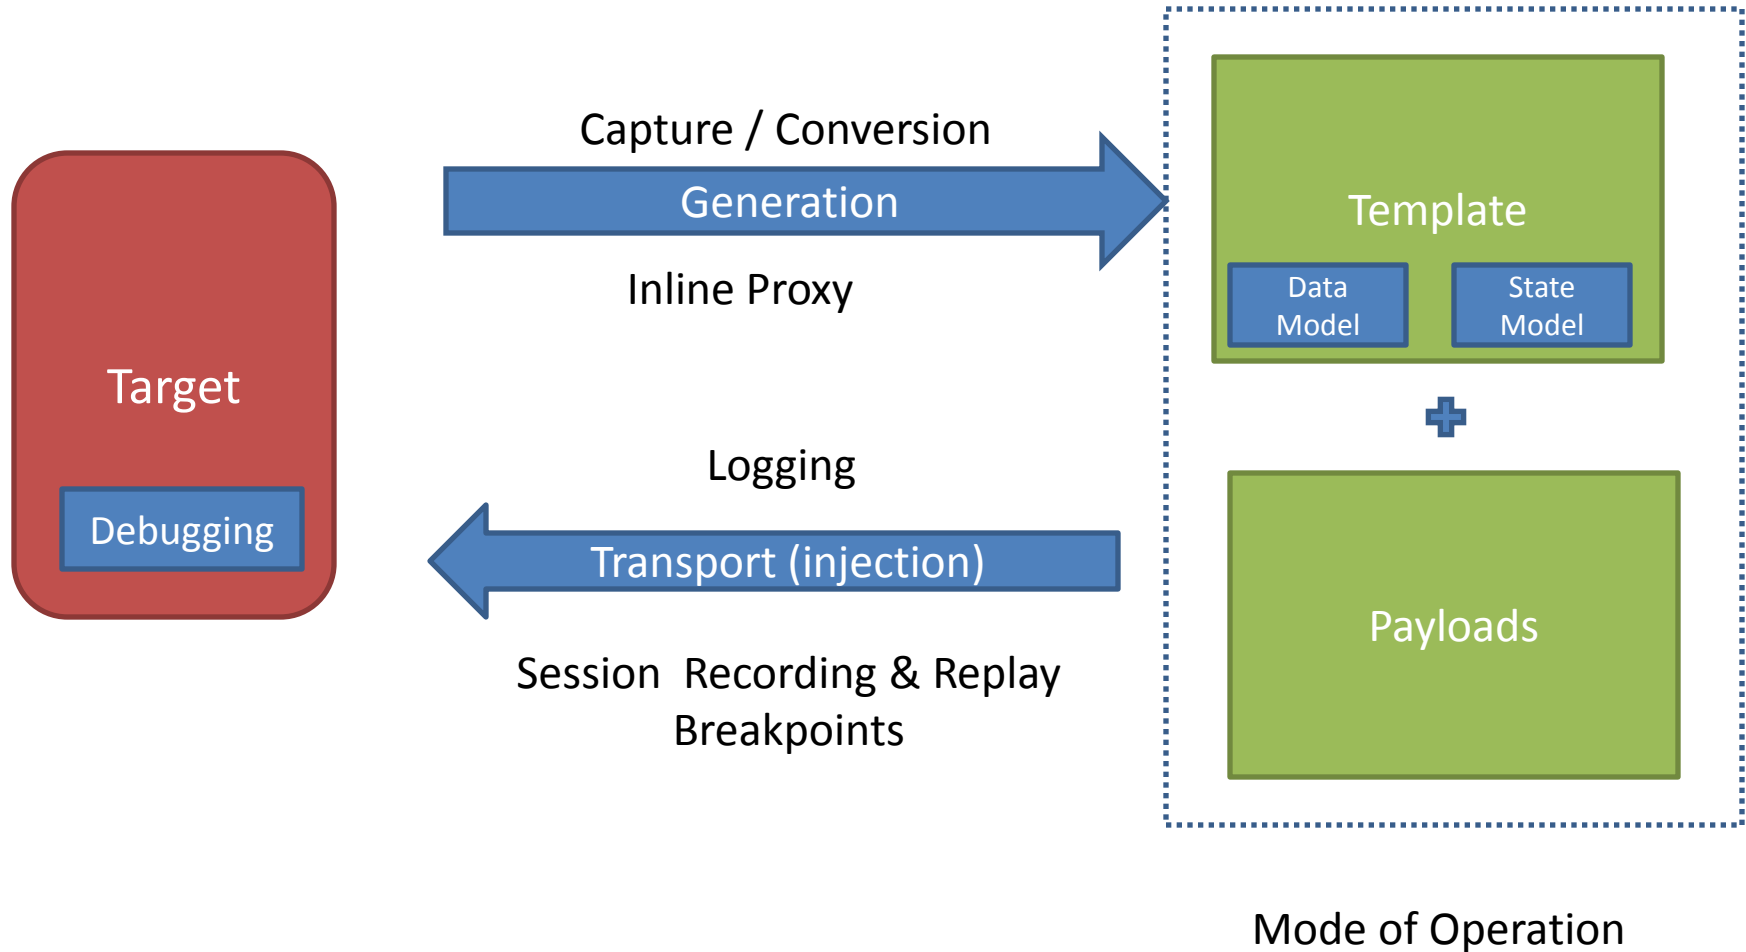 Capture / Conversion
Generation
Inline Proxy
Template
Data
Model
State
Model
Target
Debugging
Logging
Transport (injection)
Session  Recording & Replay
Breakpoints
Payloads
Mode of Operation